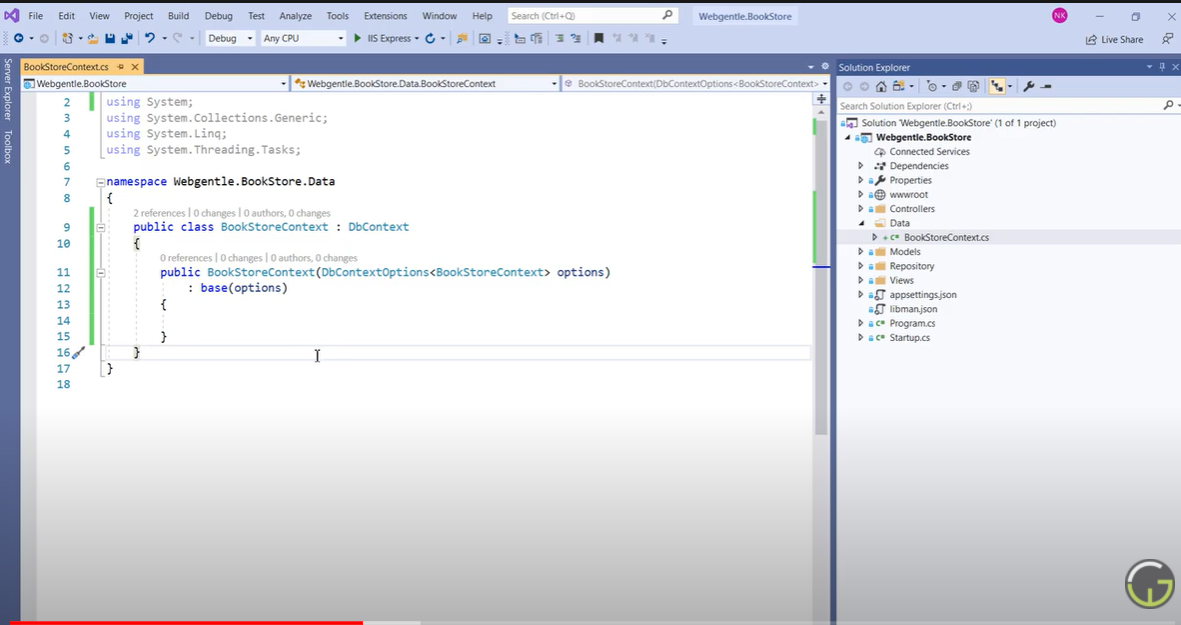 File Edit View Project Build Debug Test Analyze Tools Extensions Window Help Search (Ctrl+Q) Webgentle.BookStore NK
Debug Any CPU IIS Express Live Share
Server Explorer
Toolbox
BookStoreContext.cs
Webgentle.BookStore Webgentle.BookStore.Data.BookStoreContext BookStoreContext(DbContextOptions<BookStoreContext>
2 using System;
3 using System.Collections.Generic;
4 using System.Linq;
5 using System.Threading.Tasks;
6
7 namespace Webgentle.BookStore.Data
8 {
2 references | 0 changes | 0 authors, 0 changes
9 public class BookStoreContext : DbContext
10 {
0 references | 0 changes | 0 authors, 0 changes
11 public BookStoreContext(DbContextOptions<BookStoreContext> options)
12 : base(options)
13 {
14
15 }
16 }
17 }
18
Solution Explorer
Search Solution Explorer (Ctrl+;)
Solution 'Webgentle.BookStore' (1 of 1 project)
Webgentle.BookStore
Connected Services
Dependencies
Properties
wwwroot
Controllers
Data
BookStoreContext.cs
Models
Repository
Views
appsettings.json
libman.json
Program.cs
Startup.cs